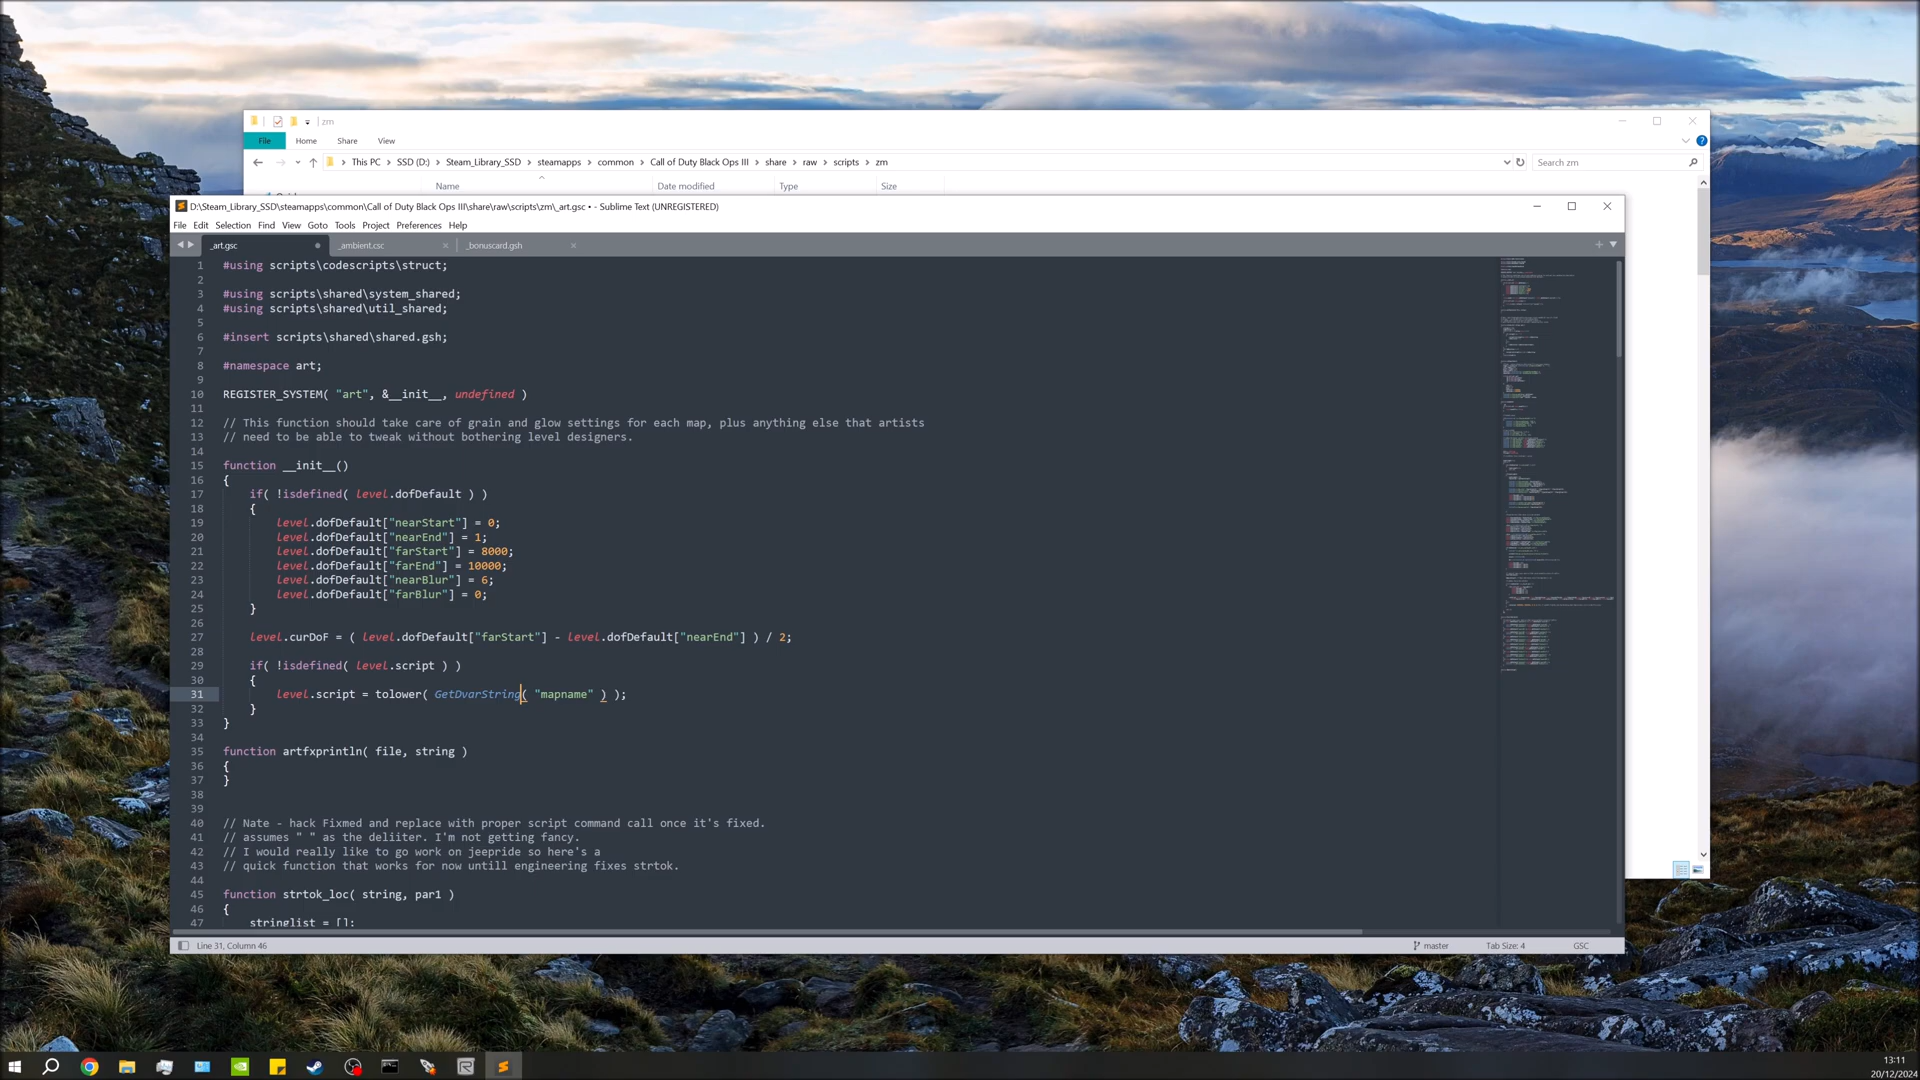 zm
File Home Share View
This PC SSD (D:) Steam_Library_SSD steamapps common Call of Duty Black Ops III share raw scripts zm
Search zm
Name Date modified Type Size
D:\Steam_Library_SSD\steamapps\common\Call of Duty Black Ops III\share\raw\scripts\zm\_art.gsc • - Sublime Text (UNREGISTERED)
File Edit Selection Find View Goto Tools Project Preferences Help
_art.gsc _ambient.csc _bonuscard.gsh
1 #using scripts\codescripts\struct;
2
3 #using scripts\shared\system_shared;
4 #using scripts\shared\util_shared;
5
6 #insert scripts\shared\shared.gsh;
7
8 #namespace art;
9
10 REGISTER_SYSTEM( "art", &__init__, undefined )
11
12 // This function should take care of grain and glow settings for each map, plus anything else that artists
13 // need to be able to tweak without bothering level designers.
14
15 function __init__()
16 {
17 if( !isdefined( level.dofDefault ) )
18 {
19 level.dofDefault["nearStart"] = 0;
20 level.dofDefault["nearEnd"] = 1;
21 level.dofDefault["farStart"] = 8000;
22 level.dofDefault["farEnd"] = 10000;
23 level.dofDefault["nearBlur"] = 6;
24 level.dofDefault["farBlur"] = 0;
25 }
26
27 level.curDoF = ( level.dofDefault["farStart"] - level.dofDefault["nearEnd"] ) / 2;
28
29 if( !isdefined( level.script ) )
30 {
31 level.script = tolower( GetDvarString( "mapname" ) );
32 }
33 }
34
35 function artfxprintln( file, string )
36 {
37 }
38
39
40 // Nate - hack Fixmed and replace with proper script command call once it's fixed.
41 // assumes " " as the deliiter. I'm not getting fancy.
42 // I would really like to go work on jeepride so here's a
43 // quick function that works for now untill engineering fixes strtok.
44
45 function strtok_loc( string, par1 )
46 {
47 stringlist = [];
Line 31, Column 46 master Tab Size: 4 GSC
13:11
20/12/2024